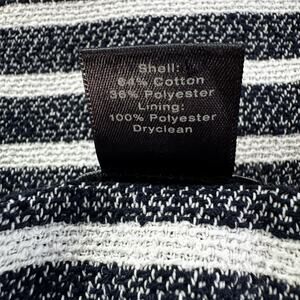 Shell:
64% Cotton
36% Polyester
Lining:
100% Polyester
Dryclean